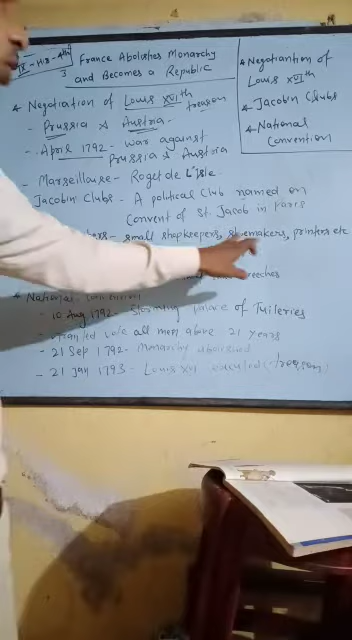 IX - His - 4th
France Abolishes Monarchy
and Becomes a Republic
Negotiation of Louis XVIth
treason
- Prussia & Austria -
- April 1792 - war against
Prussia & Austria
- Marseillaise - Roget de L'isle
Jacobin Clubs - A political club named on
Convent of St. Jacob in Paris
- small shopkeepers, shoemakers, printers etc
breeches
National
- 10 Aug 1792 - Storming palace of Tuileries
vote all men above 21 years
- 21 Sep 1792 - Monarchy abolished
- 21 Jan 1793 - Louis XVI (treason)
Negotiantion of
Louis XVIth
Jacobin Clubs
National
Convention